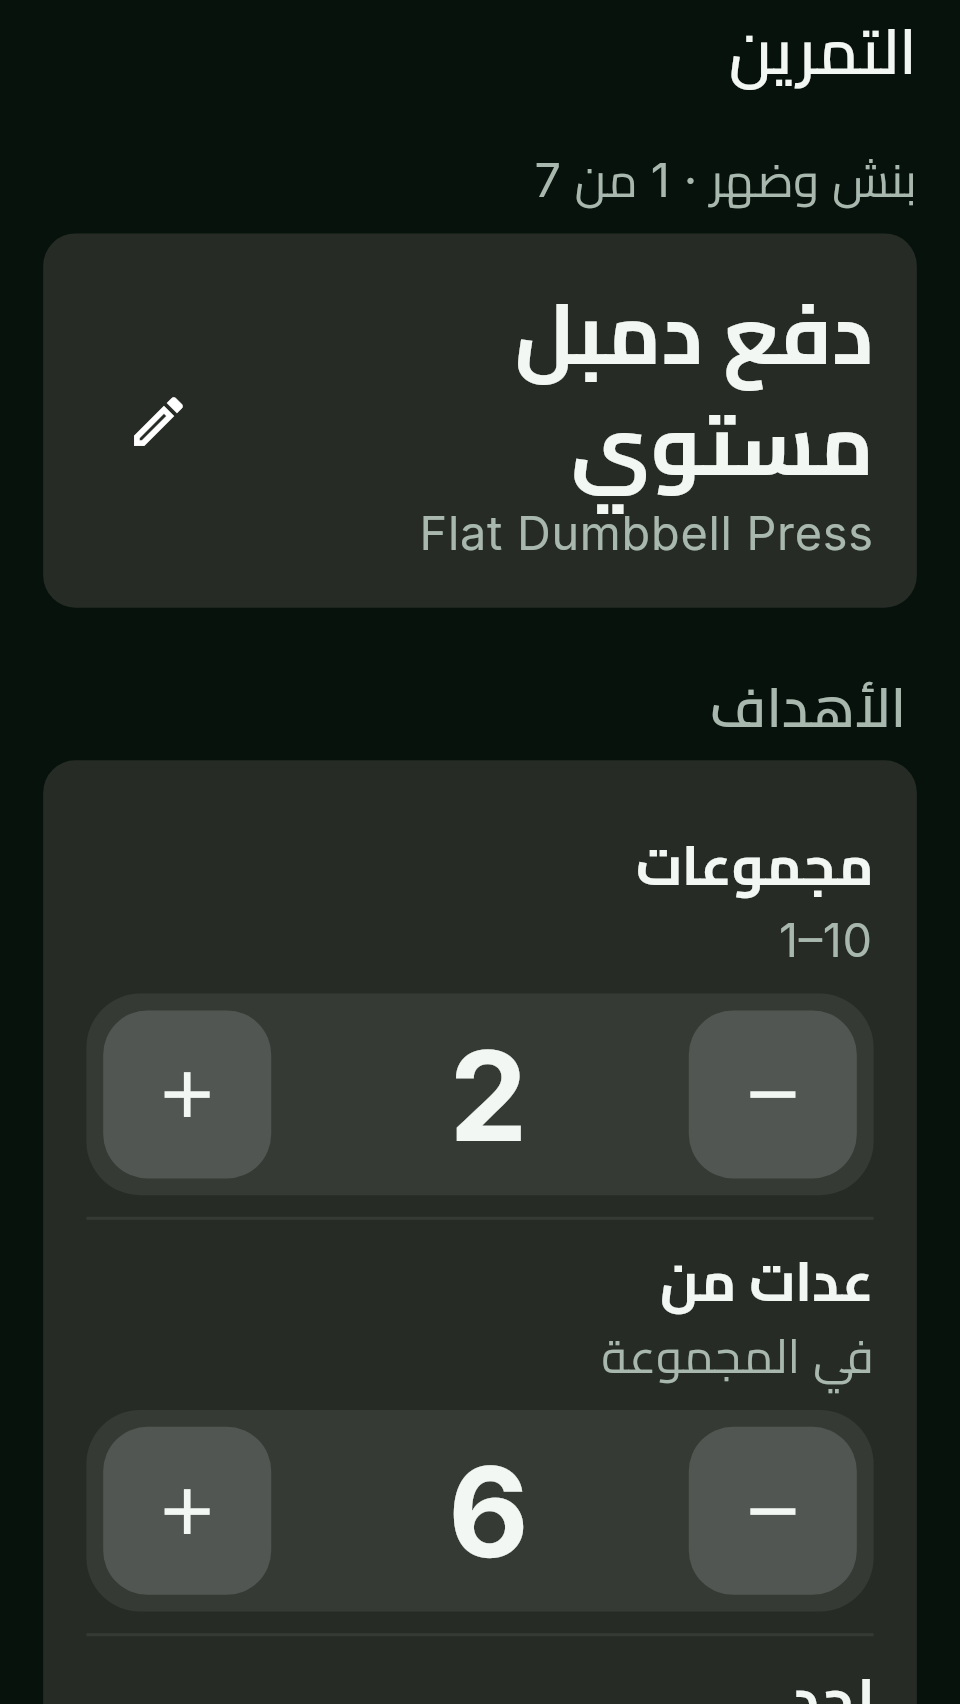 التمرين
بنش وضهر · 1 من 7
دفع دمبل
مستوي
Flat Dumbbell Press
الأهداف
مجموعات
1–10
+ 2 −
عدات من
في المجموعة
+ 6 −